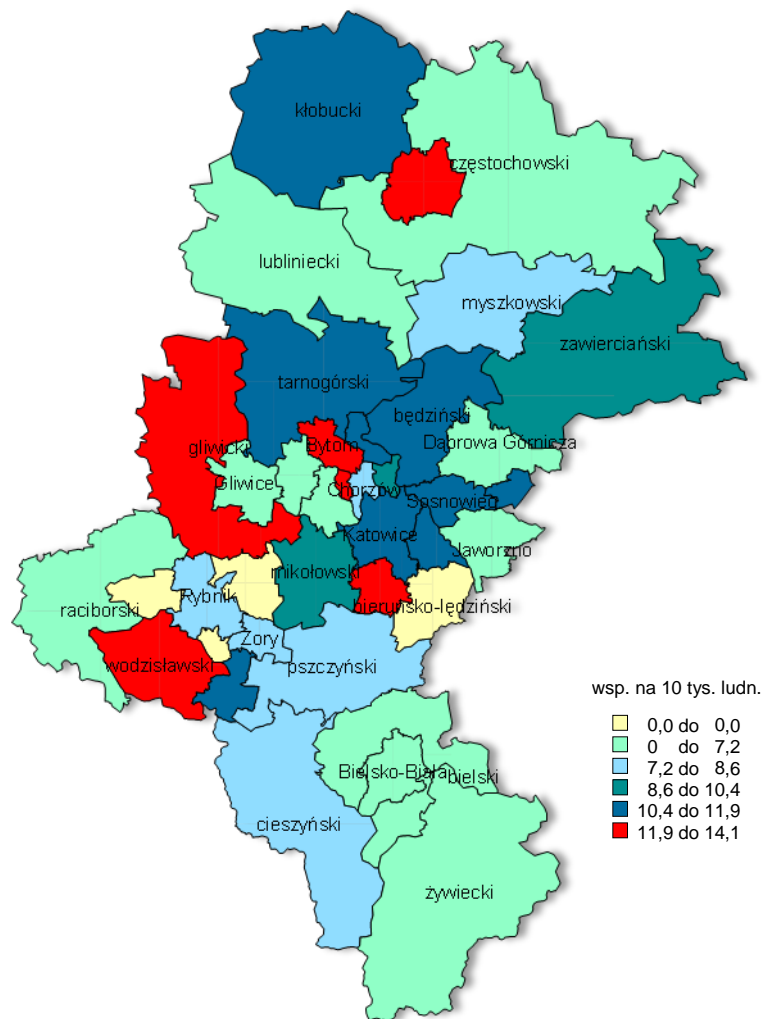 kłobucki
częstochowski
lubliniecki
myszkowski
zawierciański
tarnogórski
będziński
gliwicki
Bytom
Dąbrowa Górnicza
Gliwice
Chorzów
Sosnowiec
Katowice
Jaworzno
mikołowski
Rybnik
bieruńsko-lędziński
raciborski
Żory
wodzisławski
pszczyński
wsp. na 10 tys. ludn.
0,0 do 0,0
0 do 7,2
7,2 do 8,6
8,6 do 10,4
10,4 do 11,9
11,9 do 14,1
Bielsko-Biała
bielski
cieszyński
żywiecki